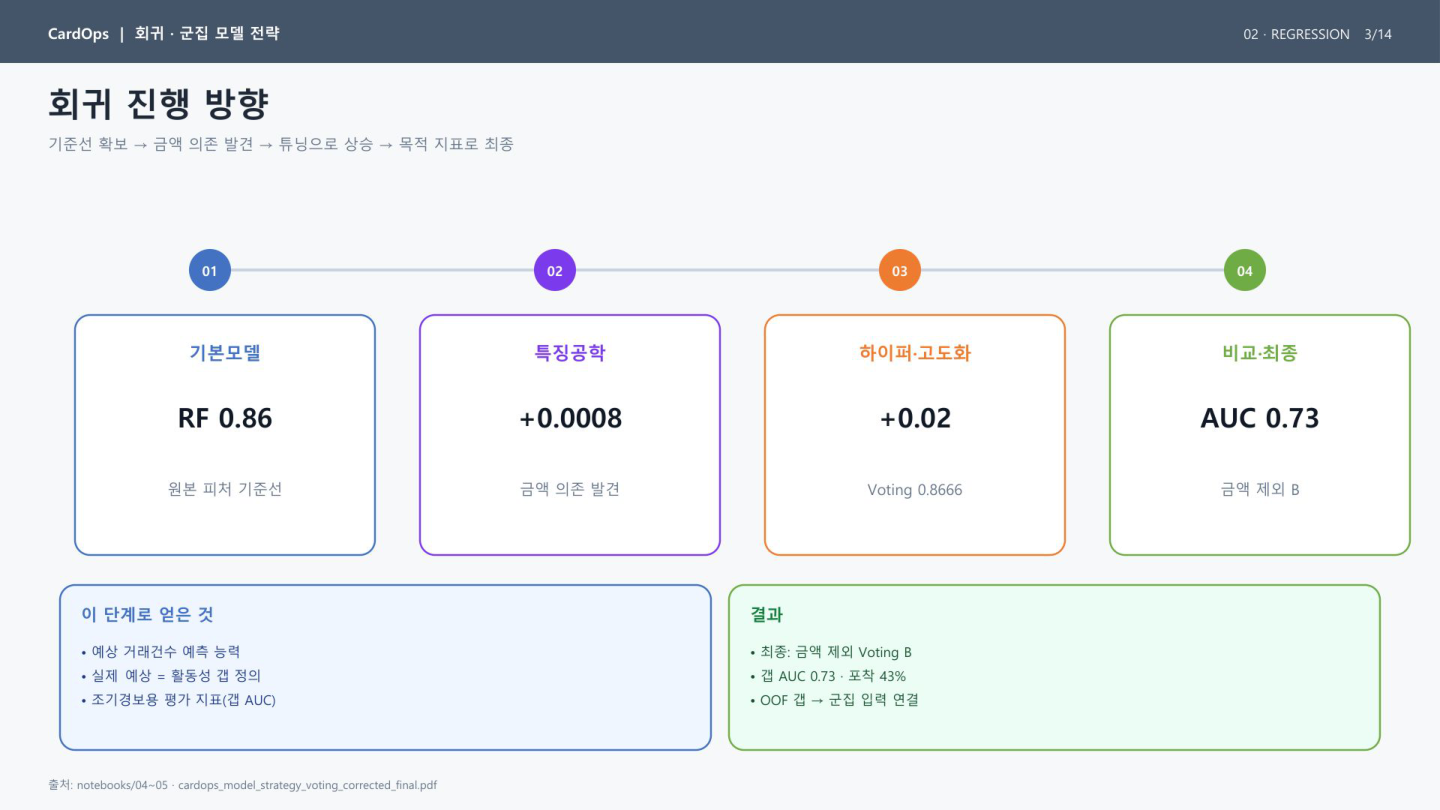 CardOps | 회귀 · 군집 모델 전략
02 · REGRESSION 3/14
회귀 진행 방향
기준선 확보 → 금액 의존 발견 → 튜닝으로 상승 → 목적 지표로 최종
01
02
03
04
기본모델
RF 0.86
원본 피처 기준선
특징공학
+0.0008
금액 의존 발견
하이퍼·고도화
+0.02
Voting 0.8666
비교·최종
AUC 0.73
금액 제외 B
이 단계로 얻은 것
• 예상 거래건수 예측 능력
• 실제 예상 = 활동성 갭 정의
• 조기경보용 평가 지표(갭 AUC)
결과
• 최종: 금액 제외 Voting B
• 갭 AUC 0.73 · 포착 43%
• OOF 갭 → 군집 입력 연결
출처: notebooks/04~05 · cardops_model_strategy_voting_corrected_final.pdf